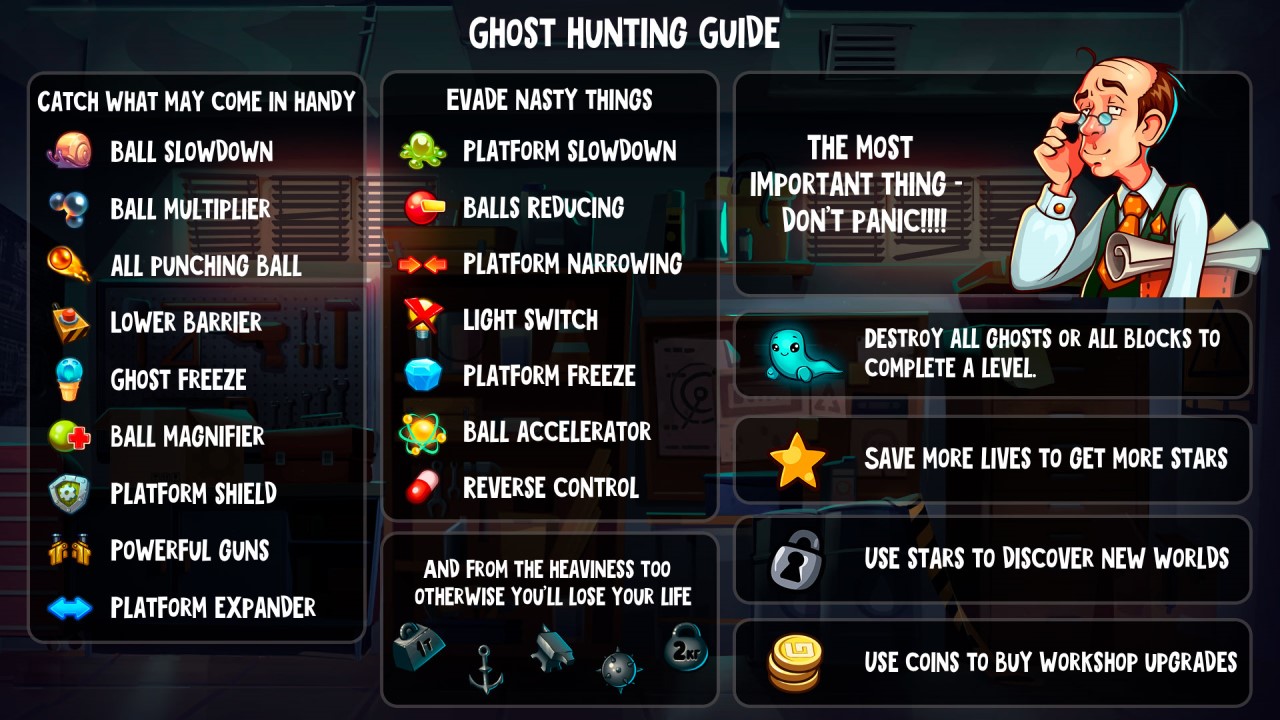 GHOST HUNTING GUIDE
CATCH WHAT MAY COME IN HANDY
BALL SLOWDOWN
BALL MULTIPLIER
ALL PUNCHING BALL
LOWER BARRIER
GHOST FREEZE
BALL MAGNIFIER
PLATFORM SHIELD
POWERFUL GUNS
PLATFORM EXPANDER
EVADE NASTY THINGS
PLATFORM SLOWDOWN
BALLS REDUCING
PLATFORM NARROWING
LIGHT SWITCH
PLATFORM FREEZE
BALL ACCELERATOR
REVERSE CONTROL
AND FROM THE HEAVINESS TOO
OTHERWISE YOU'LL LOSE YOUR LIFE
1T
2KГ
THE MOST
IMPORTANT THING -
DON'T PANIC!!!!
DESTROY ALL GHOSTS OR ALL BLOCKS TO
COMPLETE A LEVEL.
SAVE MORE LIVES TO GET MORE STARS
USE STARS TO DISCOVER NEW WORLDS
USE COINS TO BUY WORKSHOP UPGRADES